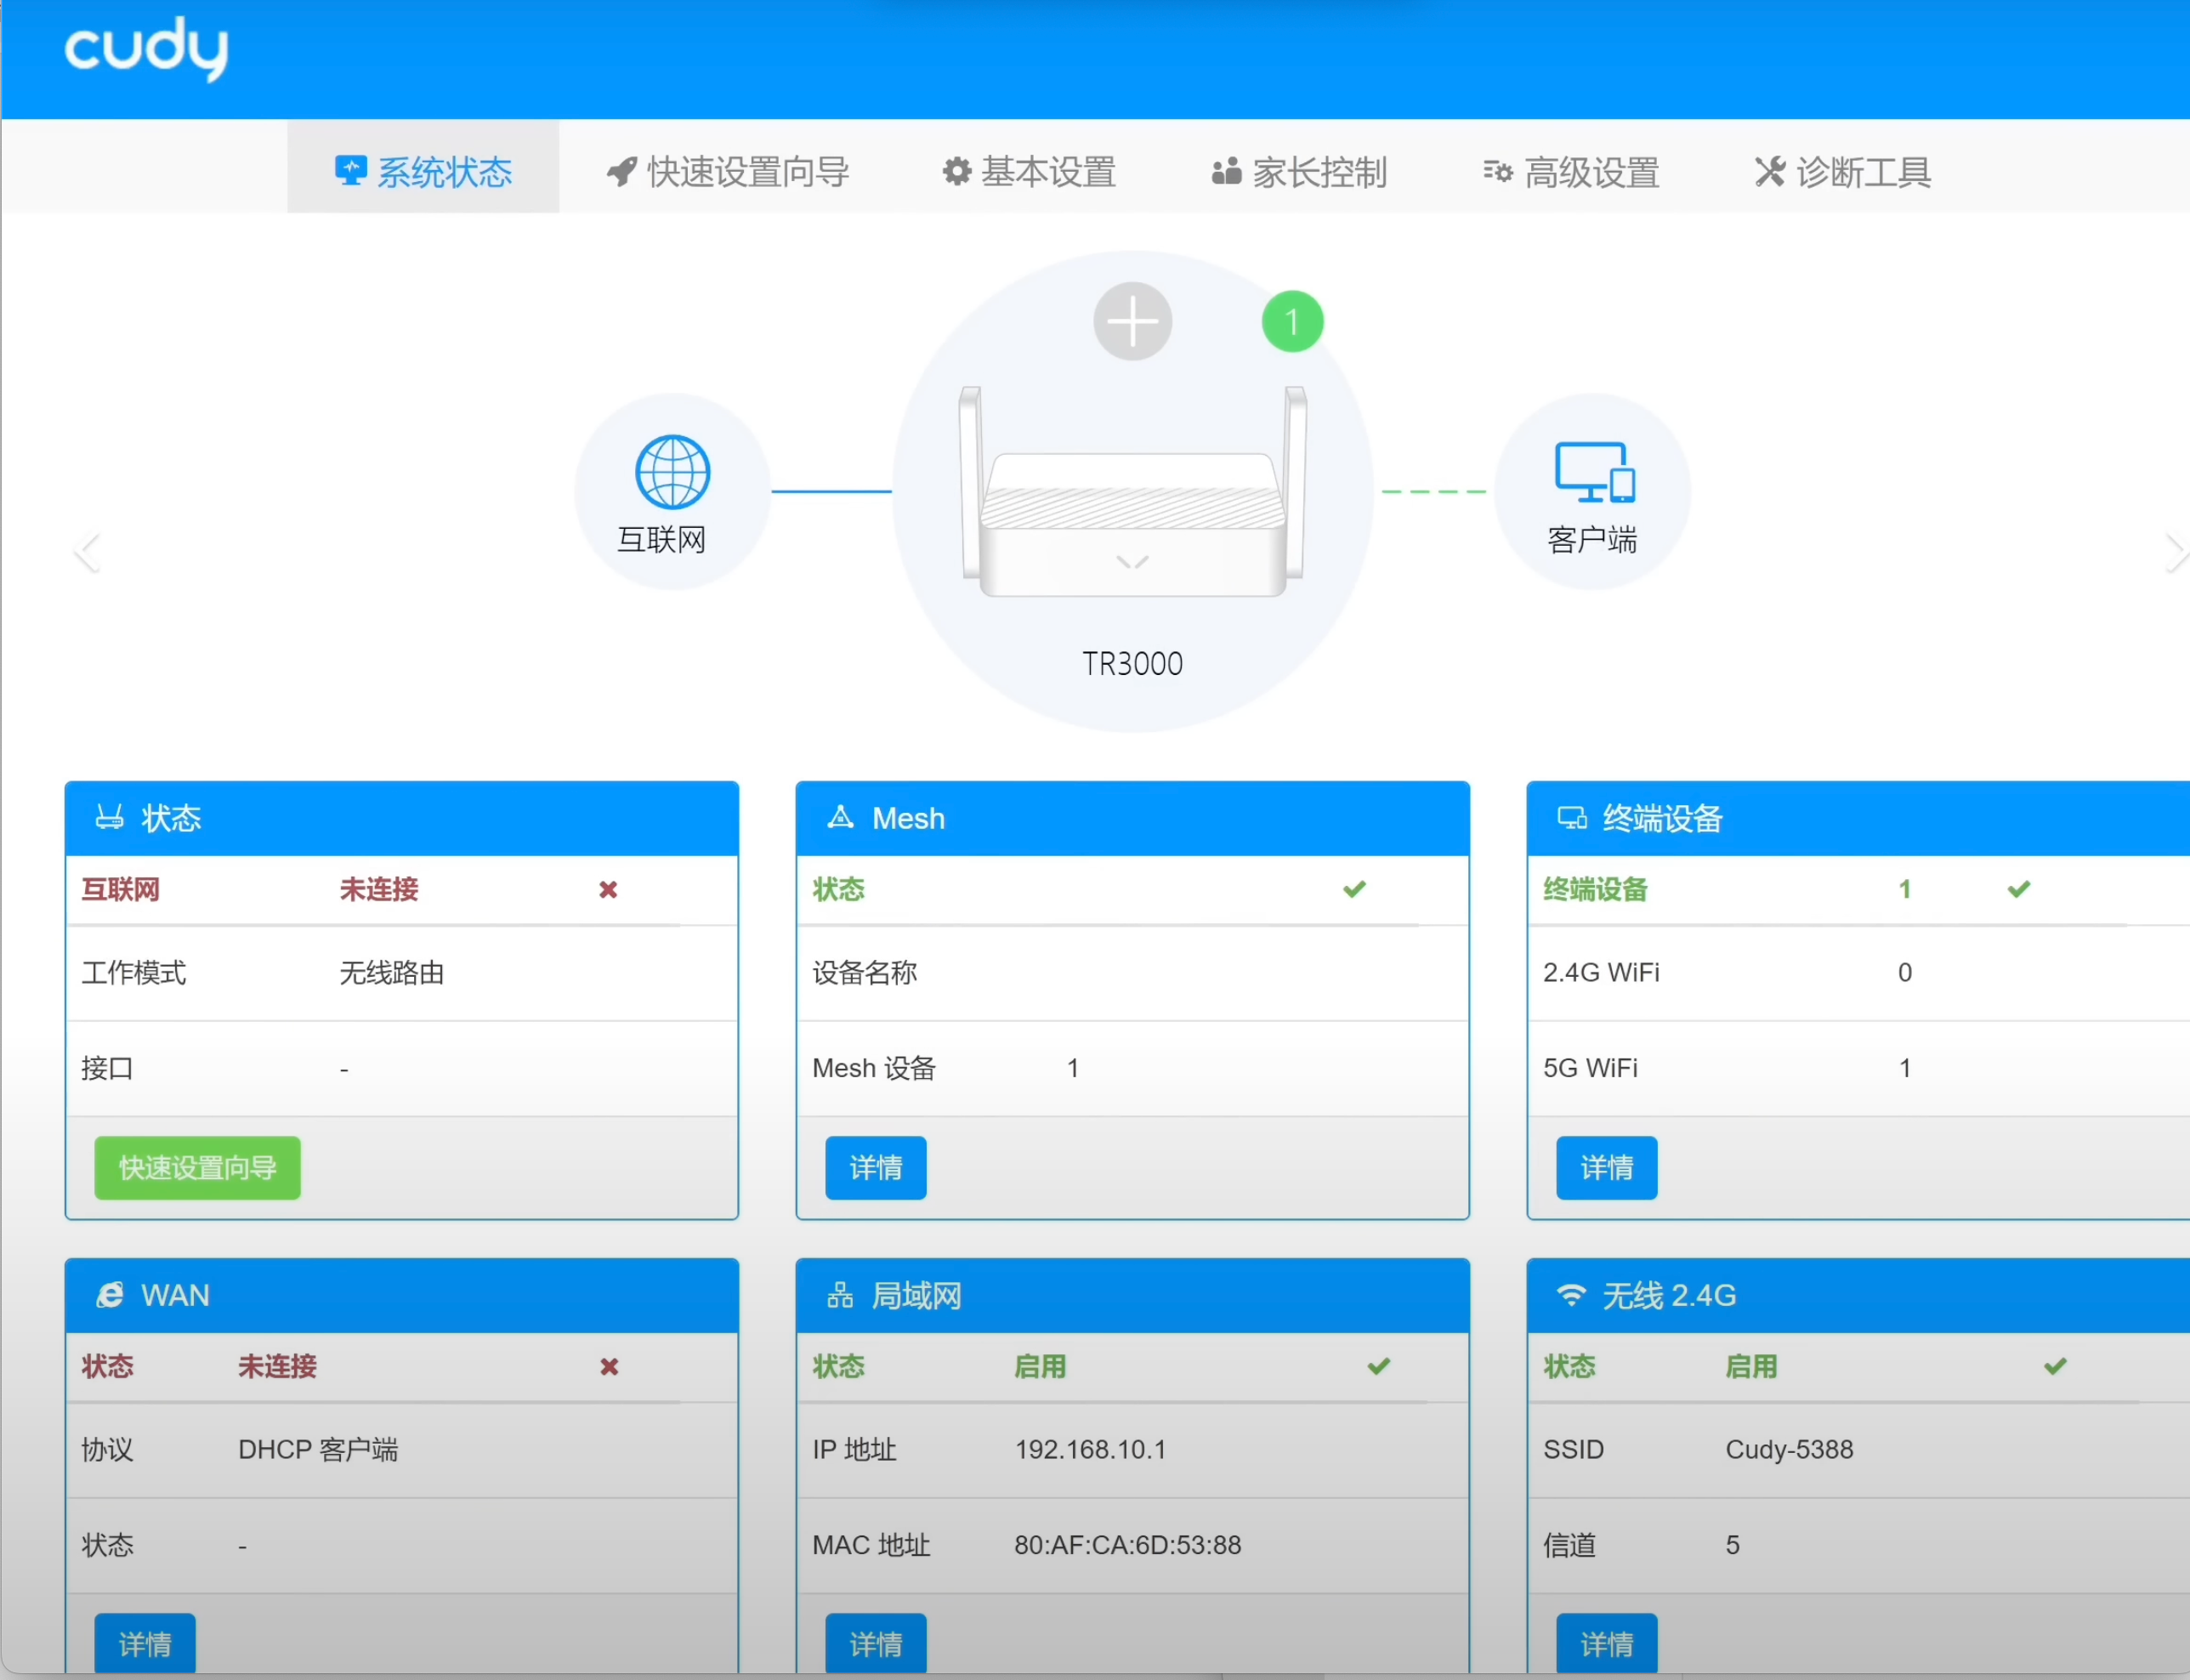 cudy
系统状态 快速设置向导 基本设置 家长控制 高级设置 诊断工具
1
互联网
客户端
TR3000
状态
互联网 未连接
工作模式 无线路由
接口 -
快速设置向导
Mesh
状态
设备名称
Mesh 设备 1
详情
终端设备
终端设备 1
2.4G WiFi 0
5G WiFi 1
详情
WAN
状态 未连接
协议 DHCP 客户端
状态 -
详情
局域网
状态 启用
IP 地址 192.168.10.1
MAC 地址 80:AF:CA:6D:53:88
详情
无线 2.4G
状态 启用
SSID Cudy-5388
信道 5
详情